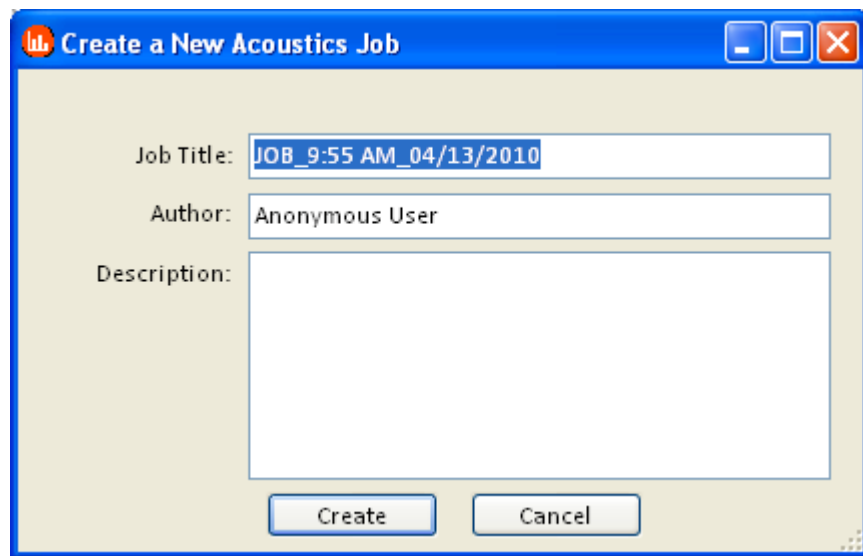 Create a New Acoustics Job
Job Title: JOB_9:55 AM_04/13/2010
Author: Anonymous User
Description:
Create Cancel